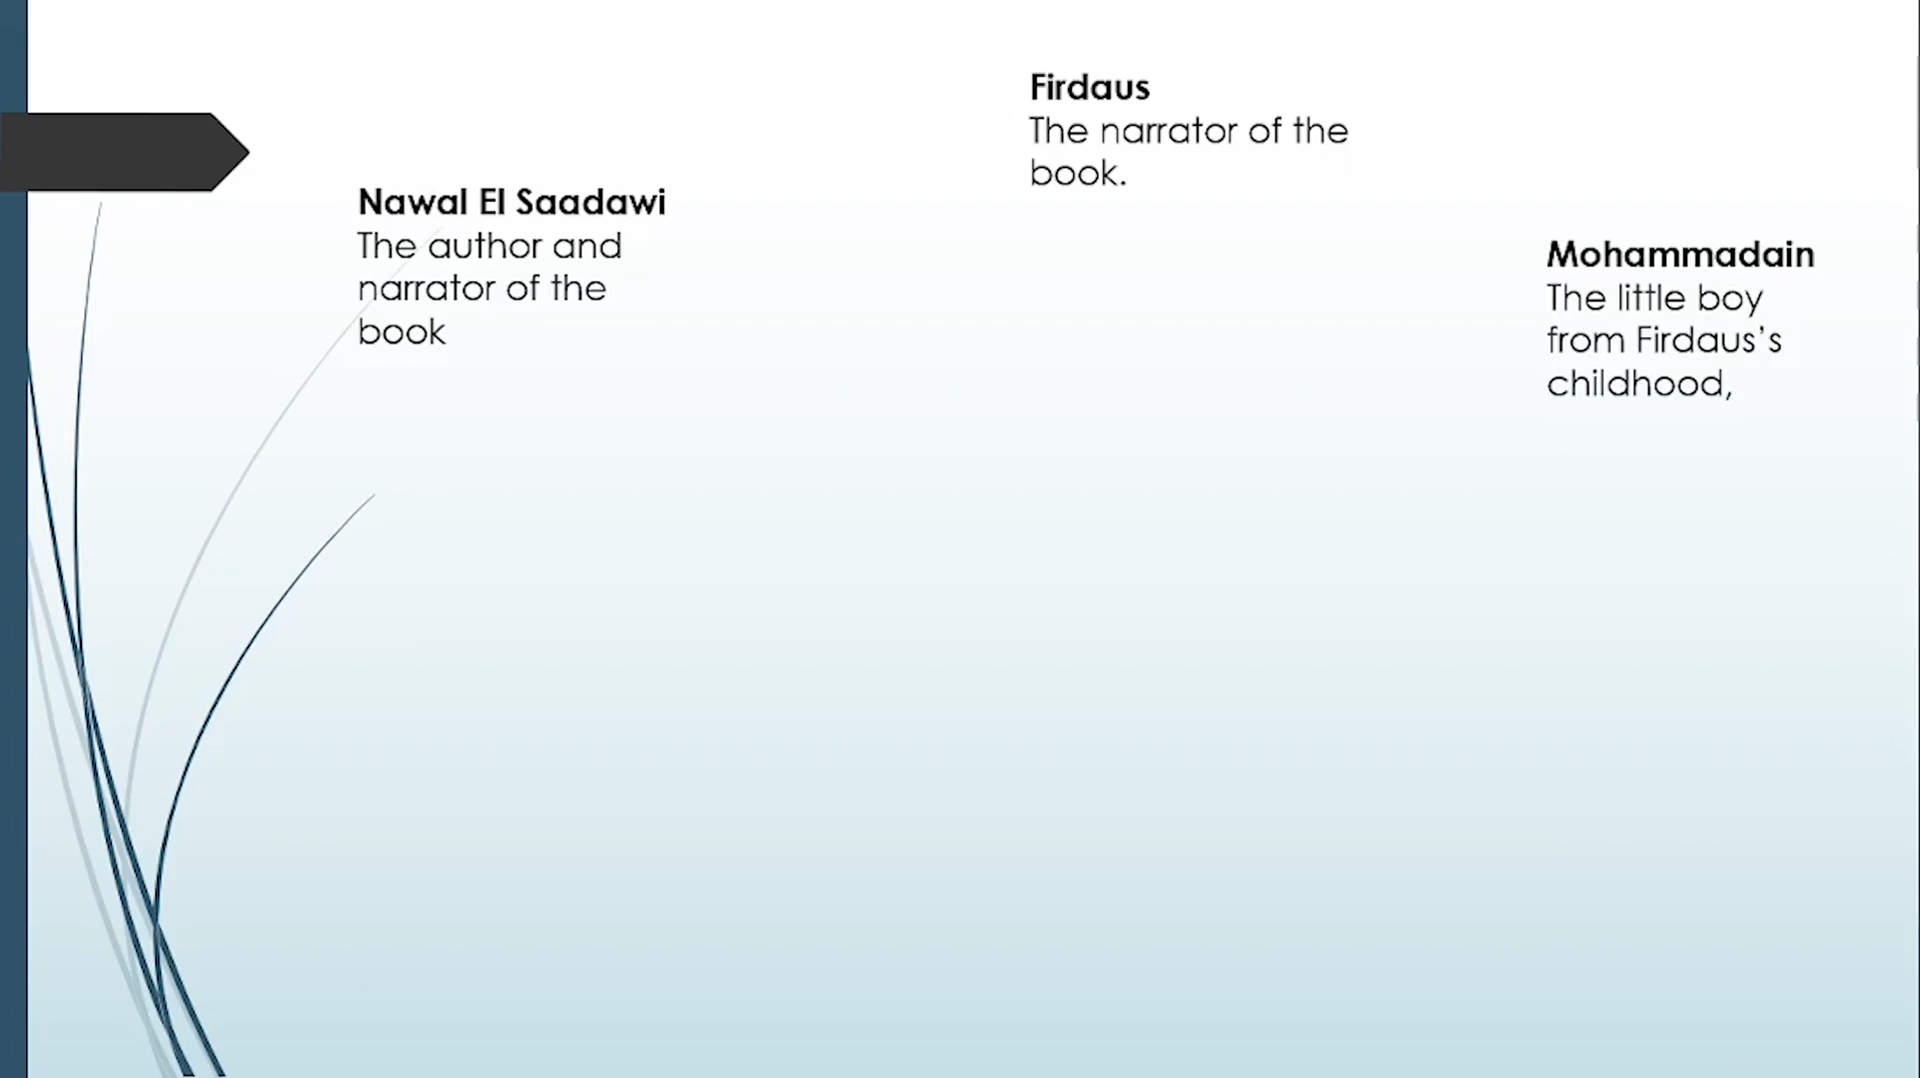 Nawal El Saadawi
The author and
narrator of the
book
Firdaus
The narrator of the
book.
Mohammadain
The little boy
from Firdaus's
childhood,